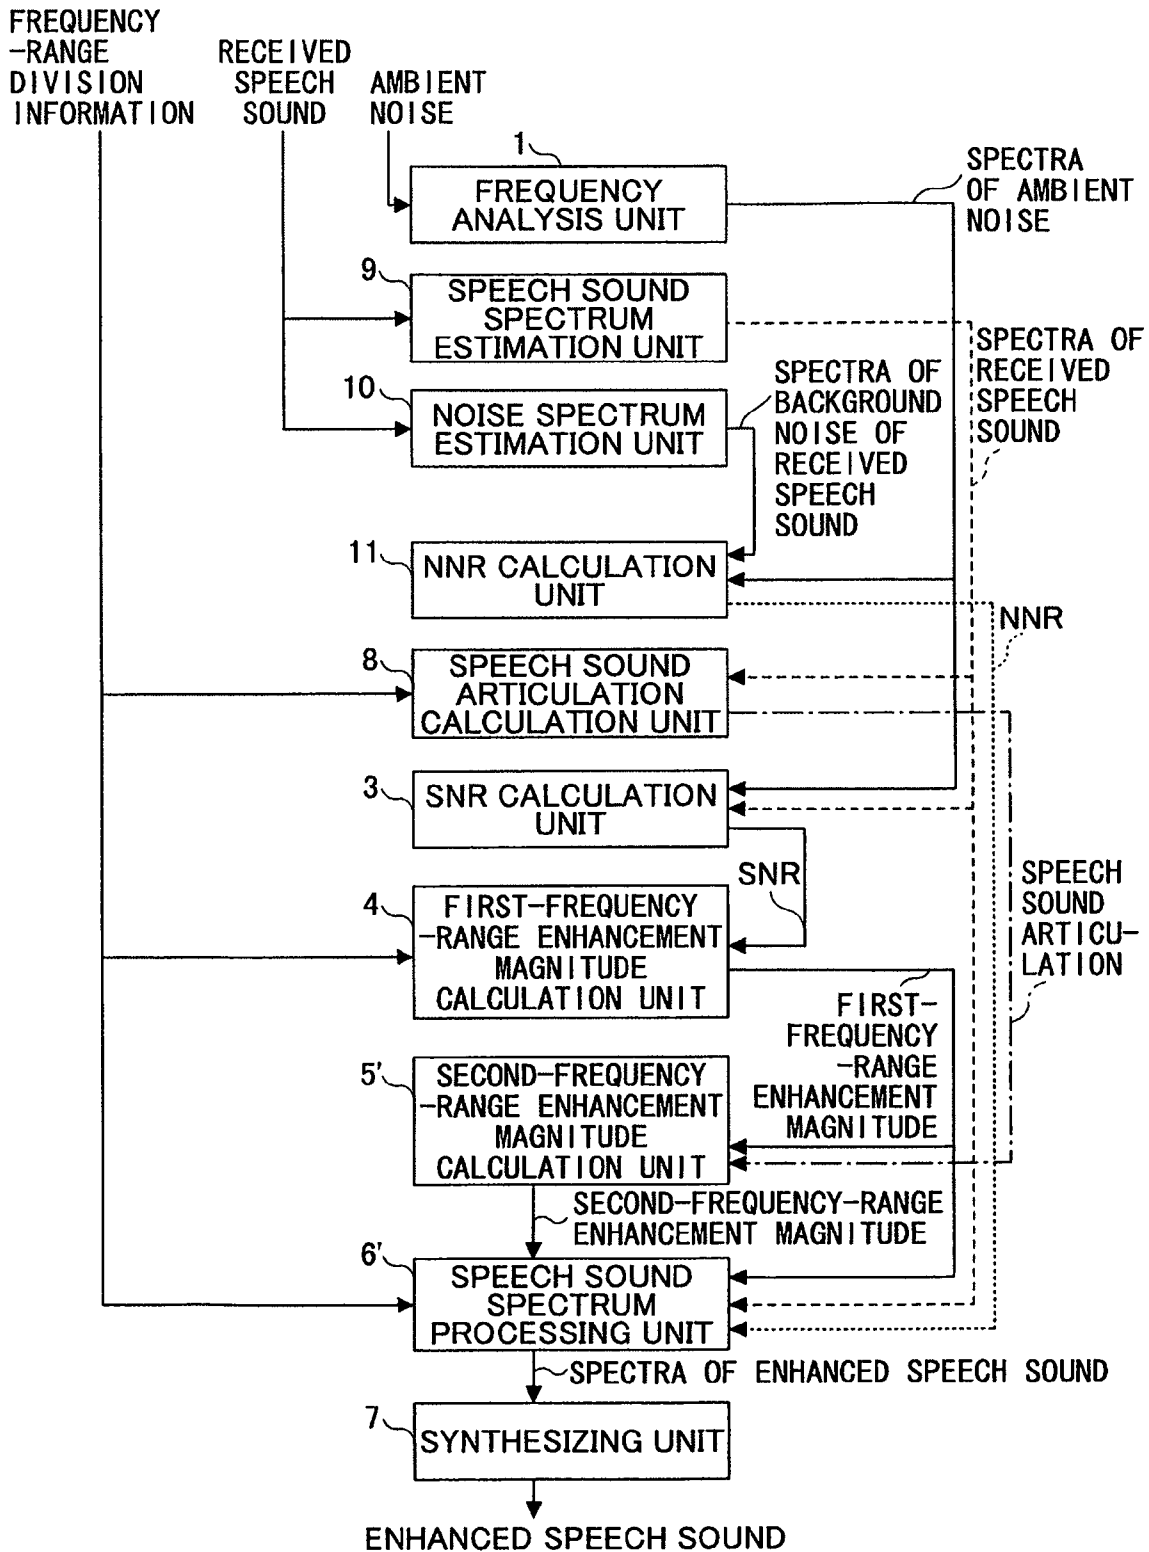 FREQUENCY
-RANGE
DIVISION
INFORMATION
RECEIVED
SPEECH
SOUND
AMBIENT
NOISE
1
FREQUENCY
ANALYSIS UNIT
SPECTRA
OF AMBIENT
NOISE
9
SPEECH SOUND
SPECTRUM
ESTIMATION UNIT
SPECTRA OF
RECEIVED
SPEECH
SOUND
10
NOISE SPECTRUM
ESTIMATION UNIT
SPECTRA OF
BACKGROUND
NOISE OF
RECEIVED
SPEECH
SOUND
11
NNR CALCULATION
UNIT
NNR
8
SPEECH SOUND
ARTICULATION
CALCULATION UNIT
3
SNR CALCULATION
UNIT
SNR
SPEECH
SOUND
ARTICU-
LATION
4
FIRST-FREQUENCY
-RANGE ENHANCEMENT
MAGNITUDE
CALCULATION UNIT
FIRST-
FREQUENCY
-RANGE
ENHANCEMENT
MAGNITUDE
5'
SECOND-FREQUENCY
-RANGE ENHANCEMENT
MAGNITUDE
CALCULATION UNIT
SECOND-FREQUENCY-RANGE
ENHANCEMENT MAGNITUDE
6'
SPEECH SOUND
SPECTRUM
PROCESSING UNIT
SPECTRA OF ENHANCED SPEECH SOUND
7
SYNTHESIZING UNIT
ENHANCED SPEECH SOUND